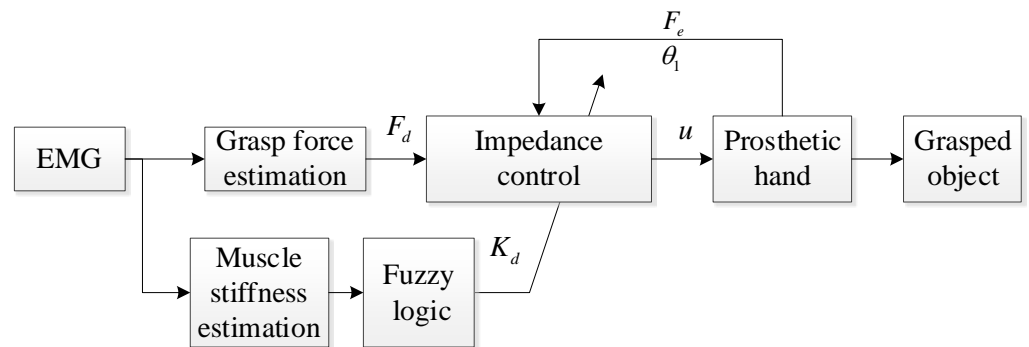 F_e
θ_1
EMG
Grasp force
estimation
F_d
Impedance
control
u
Prosthetic
hand
Grasped
object
Muscle
stiffness
estimation
Fuzzy
logic
K_d